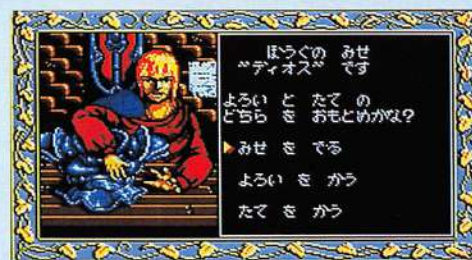 ぼうぐの みせ
“ディオス” です
よろい と たて の
どちら を おもとめかな?
みせ を でる
よろい を かう
たて を かう